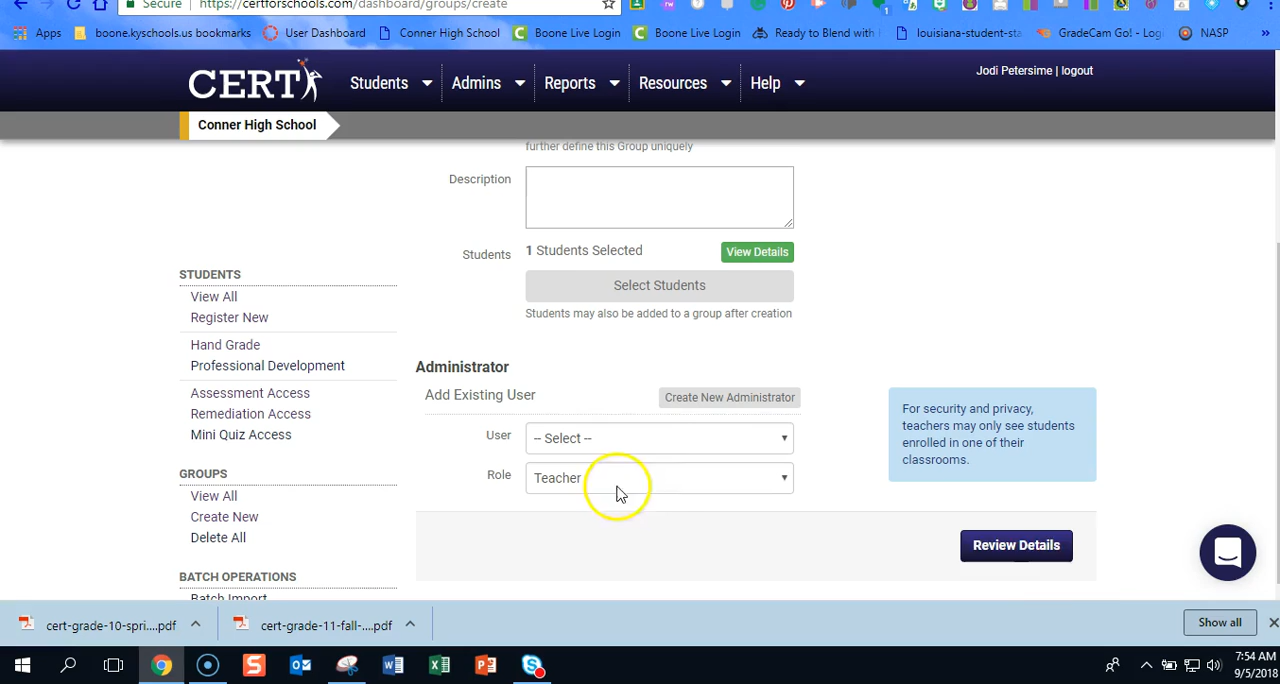 Secure
https://certforschools.com/dashboard/groups/create
Apps
boone.kyschools.us bookmarks
User Dashboard
Conner High School
Boone Live Login
Boone Live Login
Ready to Blend with
louisiana-student-sta
GradeCam Go! - Logi
NASP
»
CERT
Students
Admins
Reports
Resources
Help
Jodi Petersime | logout
Conner High School
further define this Group uniquely
Description
Students
1 Students Selected
View Details
Select Students
Students may also be added to a group after creation
STUDENTS
View All
Register New
Hand Grade
Professional Development
Assessment Access
Remediation Access
Mini Quiz Access
GROUPS
View All
Create New
Delete All
BATCH OPERATIONS
Batch Import
Administrator
Add Existing User
Create New Administrator
User
-- Select --
Role
Teacher
For security and privacy,
teachers may only see students
enrolled in one of their
classrooms.
Review Details
cert-grade-10-spri....pdf
cert-grade-11-fall-....pdf
Show all
7:54 AM
9/5/2018